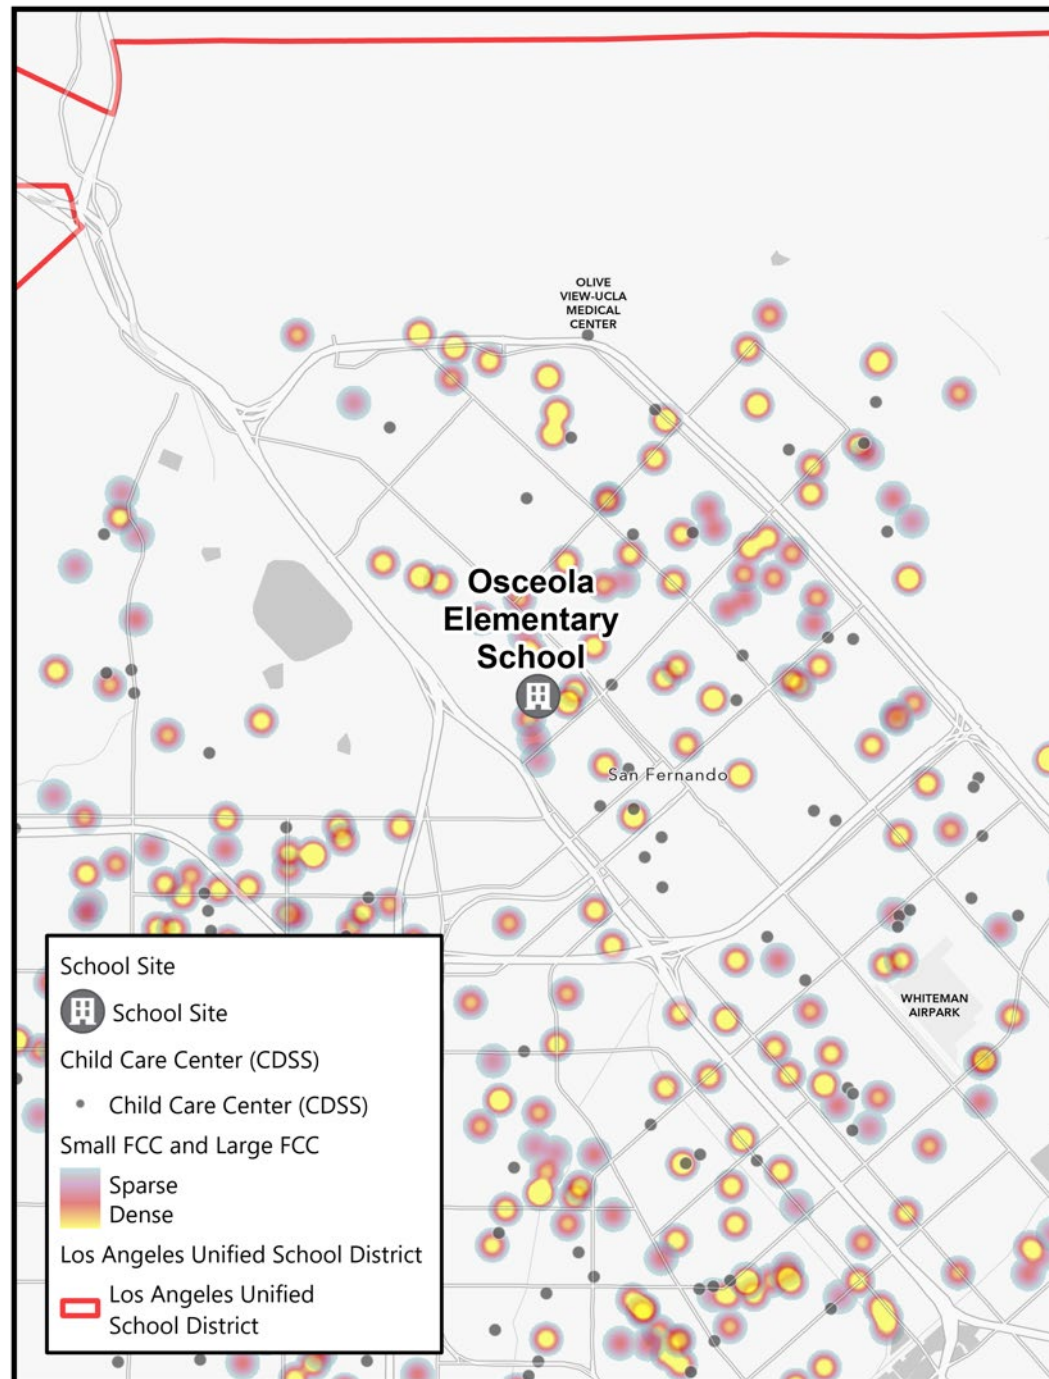 OLIVE
VIEW-UCLA
MEDICAL
CENTER
Osceola
Elementary
School
San Fernando
WHITEMAN
AIRPARK
School Site
School Site
Child Care Center (CDSS)
Child Care Center (CDSS)
Small FCC and Large FCC
Sparse
Dense
Los Angeles Unified School District
Los Angeles Unified
School District